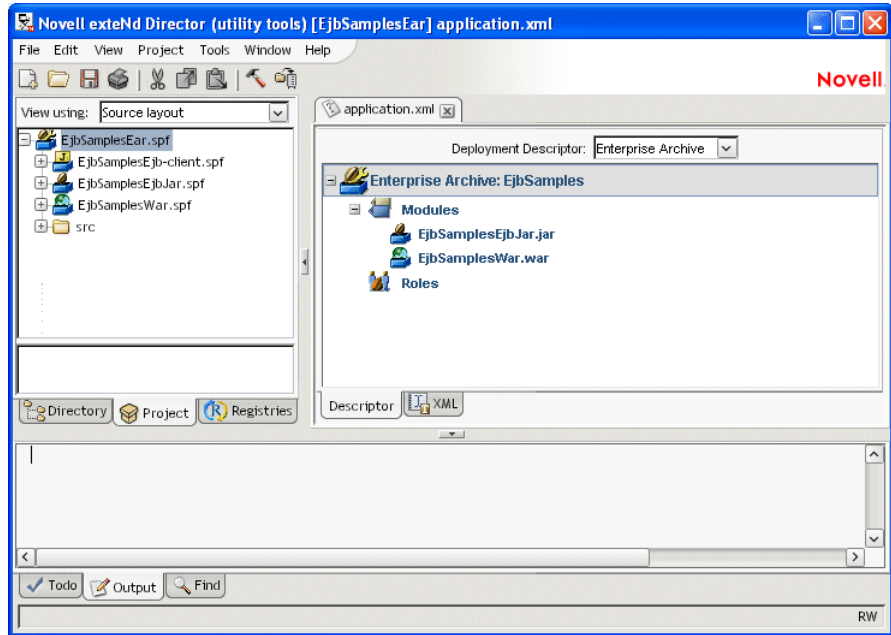 Novell exteNd Director (utility tools) [EjbSamplesEar] application.xml
File Edit View Project Tools Window Help
Novell
View using: Source layout
application.xml
EjbSamplesEar.spf
EjbSamplesEjb-client.spf
EjbSamplesEjbJar.spf
EjbSamplesWar.spf
src
Deployment Descriptor: Enterprise Archive
Enterprise Archive: EjbSamples
Modules
EjbSamplesEjbJar.jar
EjbSamplesWar.war
Roles
Directory Project Registries
Descriptor XML
Todo Output Find
RW